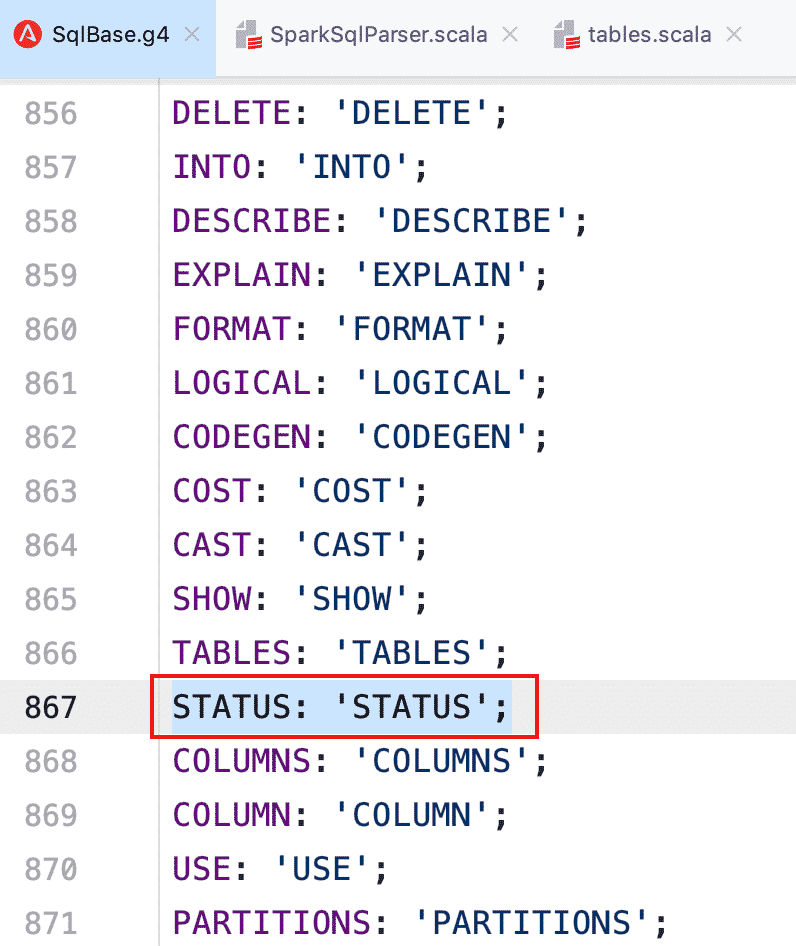 SqlBase.g4 SparkSqlParser.scala tables.scala
856 DELETE: 'DELETE';
857 INTO: 'INTO';
858 DESCRIBE: 'DESCRIBE';
859 EXPLAIN: 'EXPLAIN';
860 FORMAT: 'FORMAT';
861 LOGICAL: 'LOGICAL';
862 CODEGEN: 'CODEGEN';
863 COST: 'COST';
864 CAST: 'CAST';
865 SHOW: 'SHOW';
866 TABLES: 'TABLES';
867 STATUS: 'STATUS';
868 COLUMNS: 'COLUMNS';
869 COLUMN: 'COLUMN';
870 USE: 'USE';
871 PARTITIONS: 'PARTITIONS';